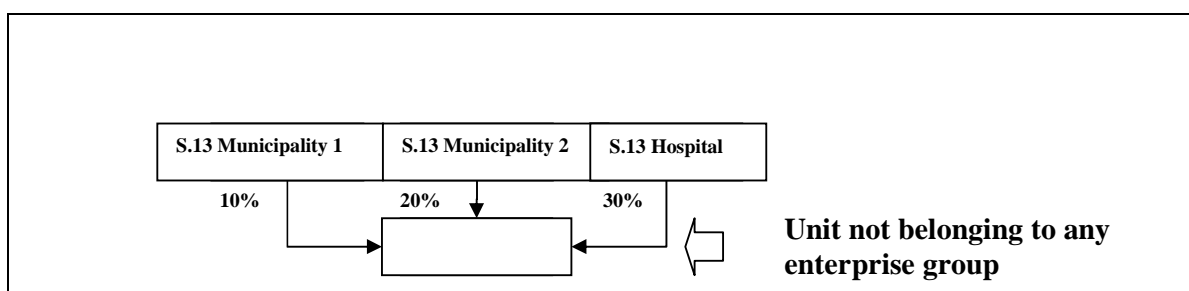 S.13 Municipality 1
S.13 Municipality 2
S.13 Hospital
10%
20%
30%
Unit not belonging to any
enterprise group